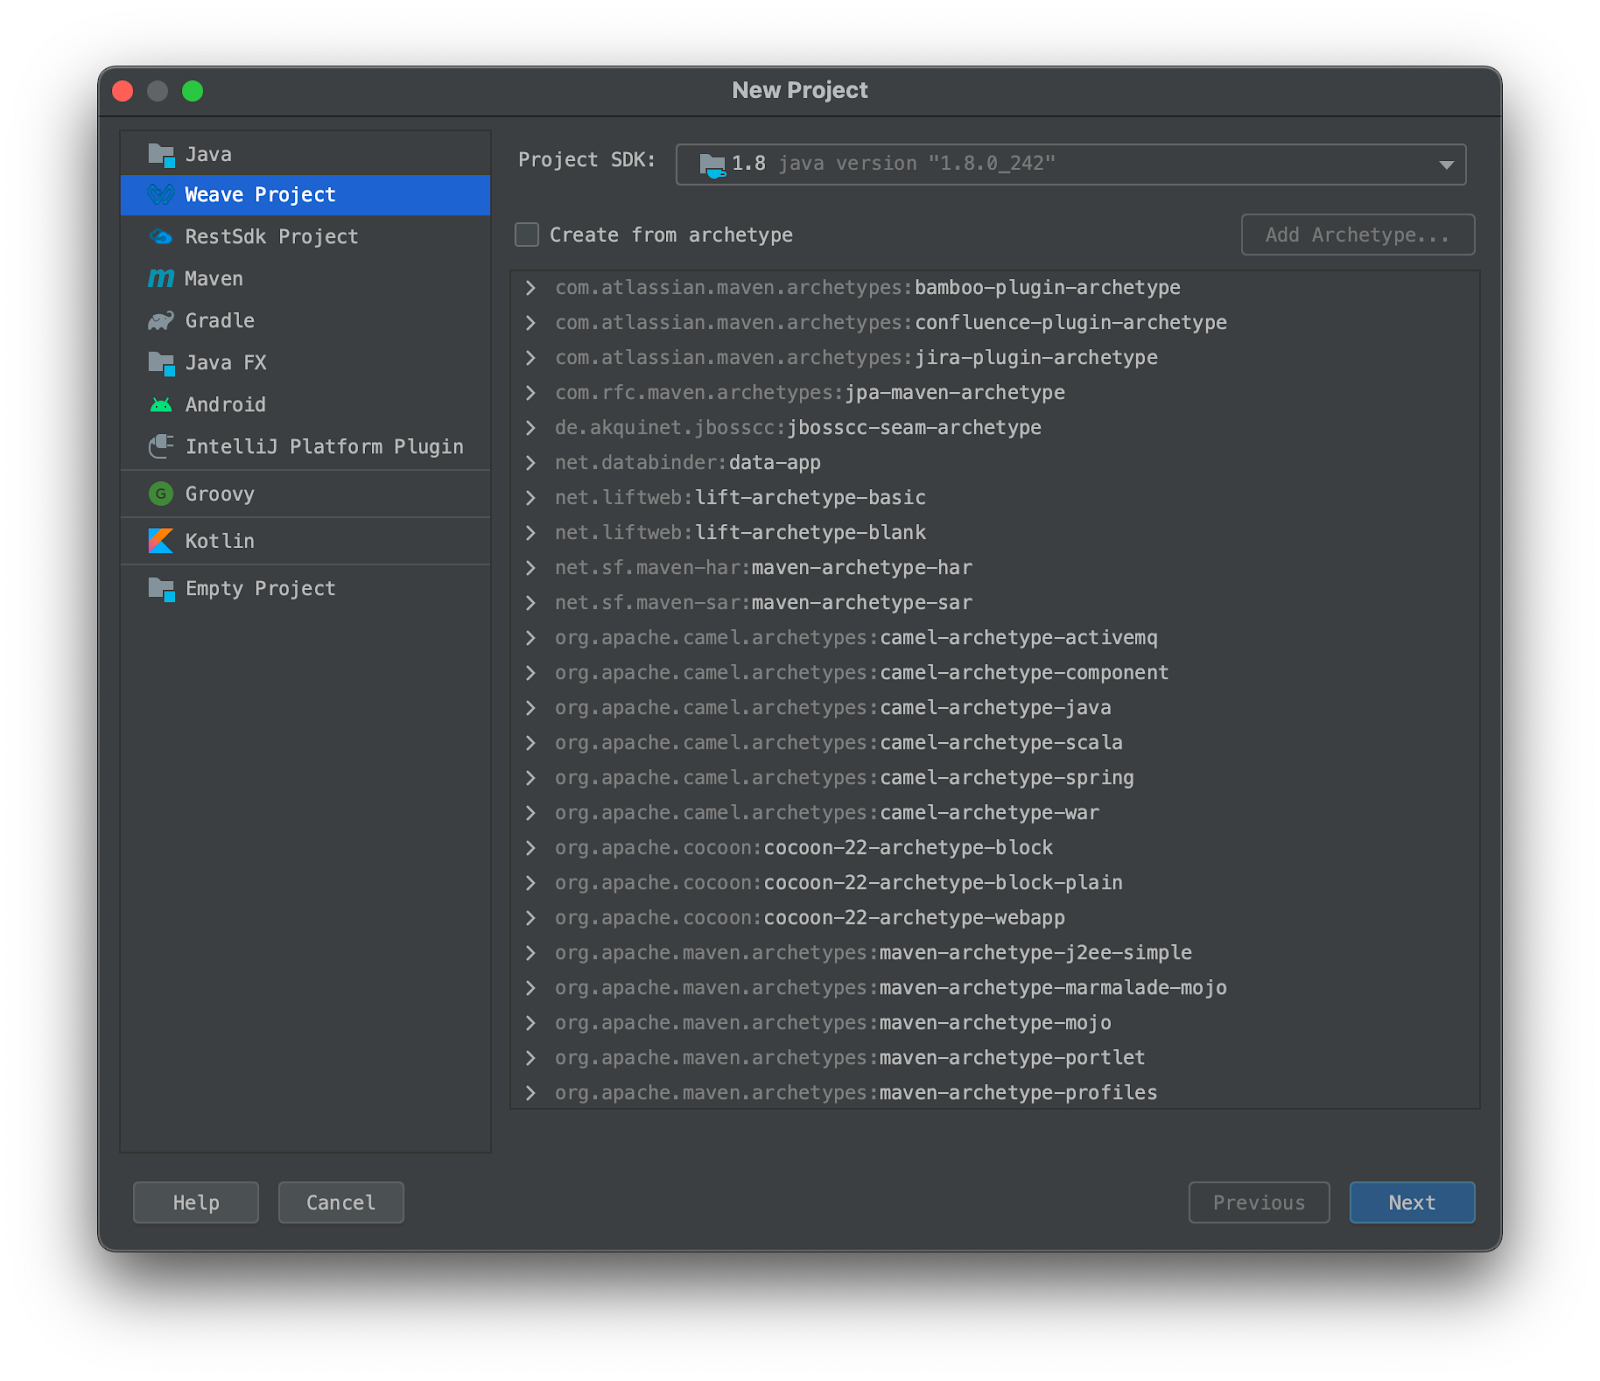 New Project
Java
Weave Project
RestSdk Project
Maven
Gradle
Java FX
Android
IntelliJ Platform Plugin
G
Groovy
Kotlin
Empty Project
Project SDK:
1.8 java version "1.8.0_242"
Create from archetype
Add Archetype...
com.atlassian.maven.archetypes:bamboo-plugin-archetype
com.atlassian.maven.archetypes:confluence-plugin-archetype
com.atlassian.maven.archetypes:jira-plugin-archetype
com.rfc.maven.archetypes:jpa-maven-archetype
de.akquinet.jbosscc:jbosscc-seam-archetype
net.databinder:data-app
net.liftweb:lift-archetype-basic
net.liftweb:lift-archetype-blank
net.sf.maven-har:maven-archetype-har
net.sf.maven-sar:maven-archetype-sar
org.apache.camel.archetypes:camel-archetype-activemq
org.apache.camel.archetypes:camel-archetype-component
org.apache.camel.archetypes:camel-archetype-java
org.apache.camel.archetypes:camel-archetype-scala
org.apache.camel.archetypes:camel-archetype-spring
org.apache.camel.archetypes:camel-archetype-war
org.apache.cocoon:cocoon-22-archetype-block
org.apache.cocoon:cocoon-22-archetype-block-plain
org.apache.cocoon:cocoon-22-archetype-webapp
org.apache.maven.archetypes:maven-archetype-j2ee-simple
org.apache.maven.archetypes:maven-archetype-marmalade-mojo
org.apache.maven.archetypes:maven-archetype-mojo
org.apache.maven.archetypes:maven-archetype-portlet
org.apache.maven.archetypes:maven-archetype-profiles
Help
Cancel
Previous
Next